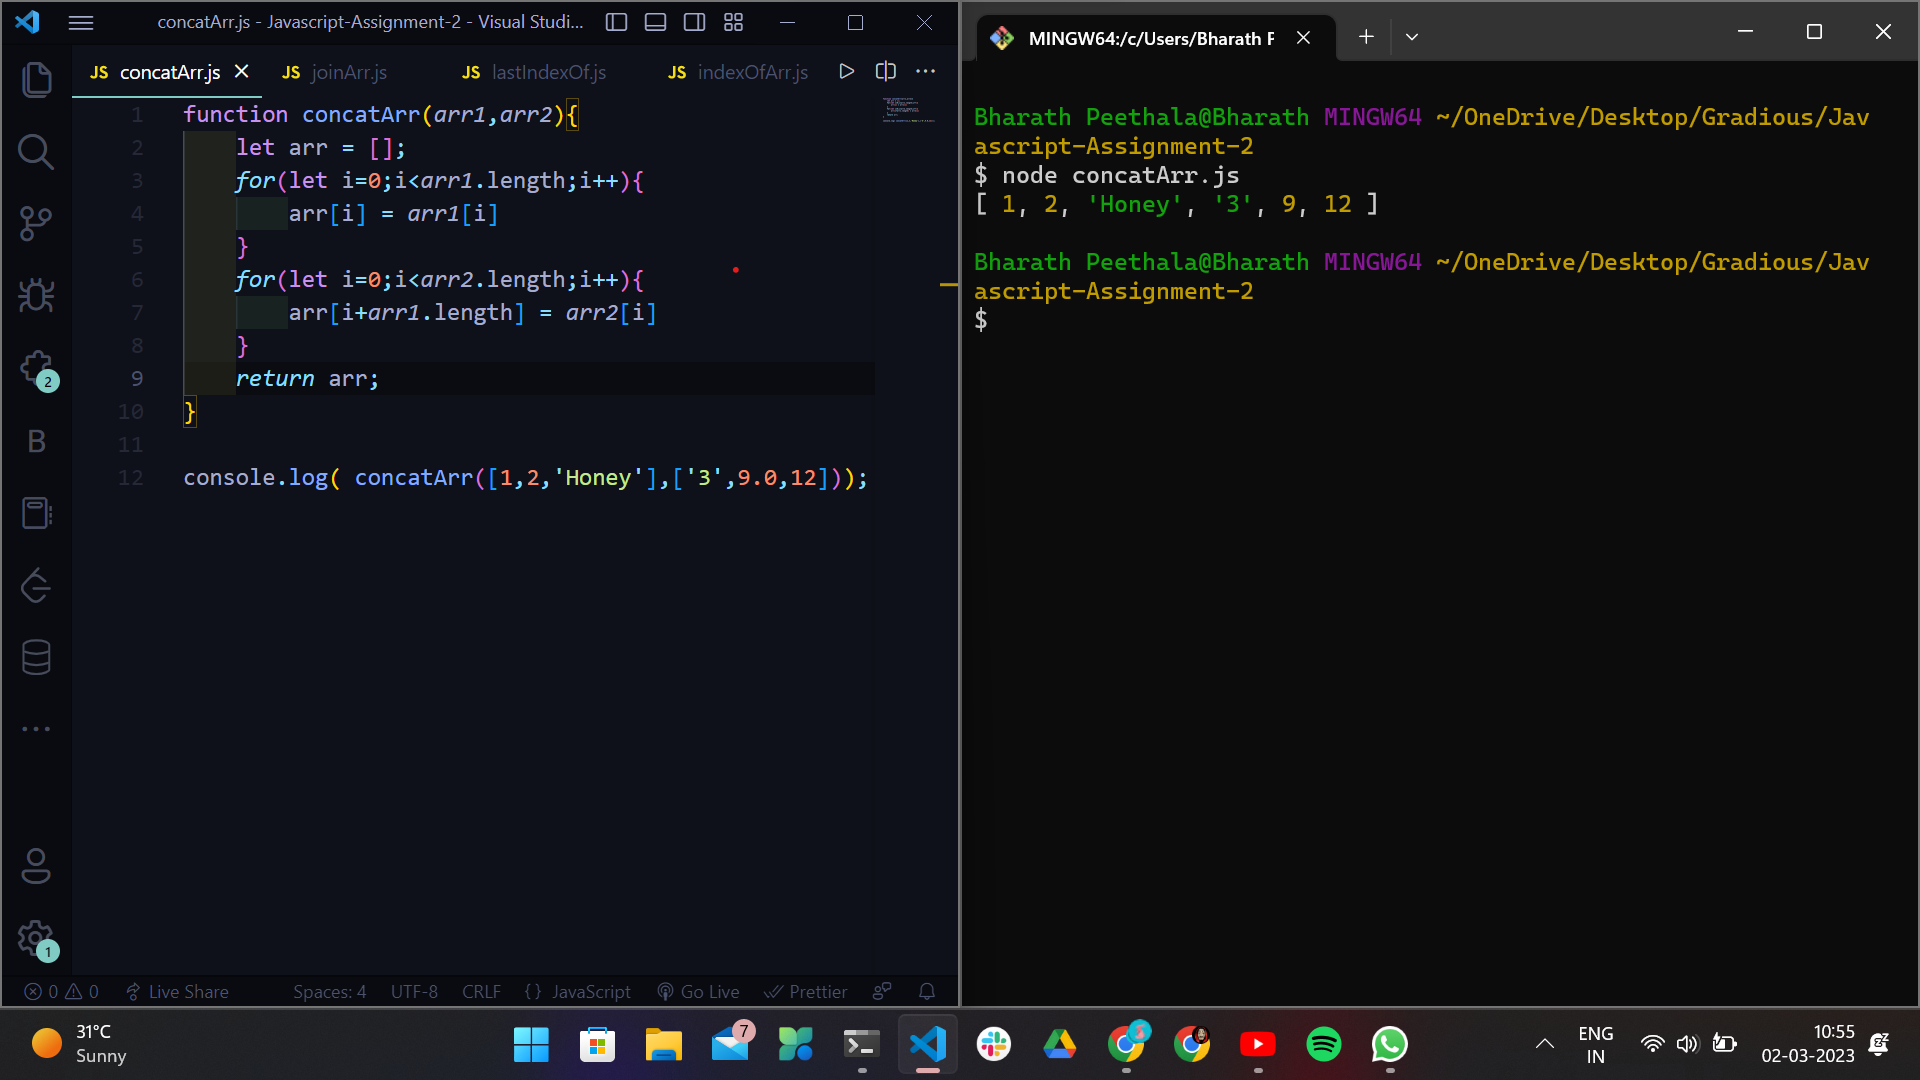 concatArr.js - Javascript-Assignment-2 - Visual Studi...
JS concatArr.js JS joinArr.js JS lastIndexOf.js JS indexOfArr.js
1 function concatArr(arr1,arr2){
2 let arr = [];
3 for(let i=0;i<arr1.length;i++){
4 arr[i] = arr1[i]
5 }
6 for(let i=0;i<arr2.length;i++){
7 arr[i+arr1.length] = arr2[i]
8 }
9 return arr;
10 }
11
12 console.log( concatArr([1,2,'Honey'],['3',9.0,12]));
2
B
1
0 0 Live Share Spaces: 4 UTF-8 CRLF {} JavaScript Go Live Prettier
MINGW64:/c/Users/Bharath P
Bharath Peethala@Bharath MINGW64 ~/OneDrive/Desktop/Gradious/Jav
ascript-Assignment-2
$ node concatArr.js
[ 1, 2, 'Honey', '3', 9, 12 ]
Bharath Peethala@Bharath MINGW64 ~/OneDrive/Desktop/Gradious/Jav
ascript-Assignment-2
$
31°C
Sunny
7
ENG
IN
10:55
02-03-2023